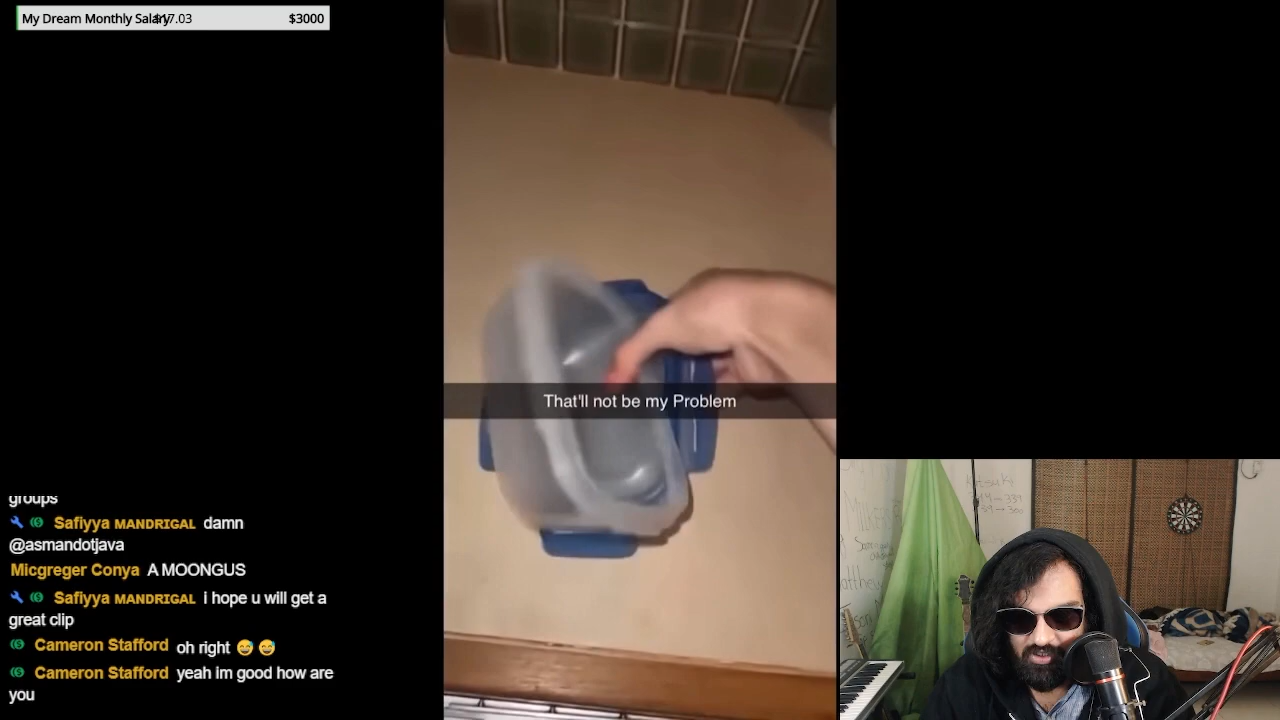 My Dream Monthly Salary $17.03 $3000
That'll not be my Problem
groups
Safiyya MANDRIGAL damn
@asmandotjava
Micgreger Conya A MOONGUS
Safiyya MANDRIGAL i hope u will get a
great clip
Cameron Stafford oh right 😅 😅
Cameron Stafford yeah im good how are
you